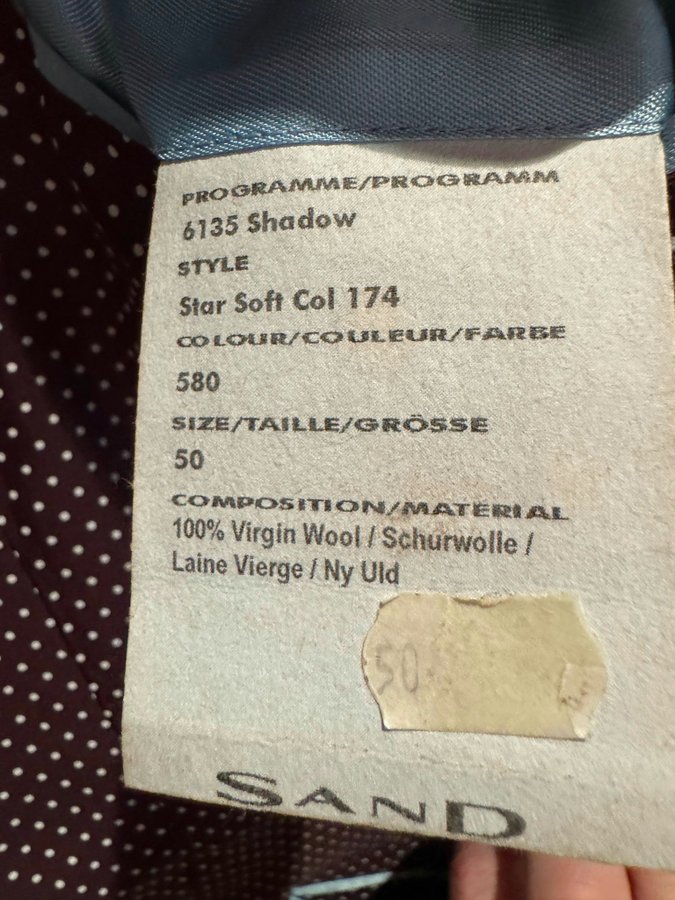 PROGRAMME/PROGRAMM
6135 Shadow
STYLE
Star Soft Col 174
COLOUR/COULEUR/FARBE
580
SIZE/TAILLE/GRÖSSE
50
COMPOSITION/MATERIAL
100% Virgin Wool / Schurwolle /
Laine Vierge / Ny Uld
50
SAND